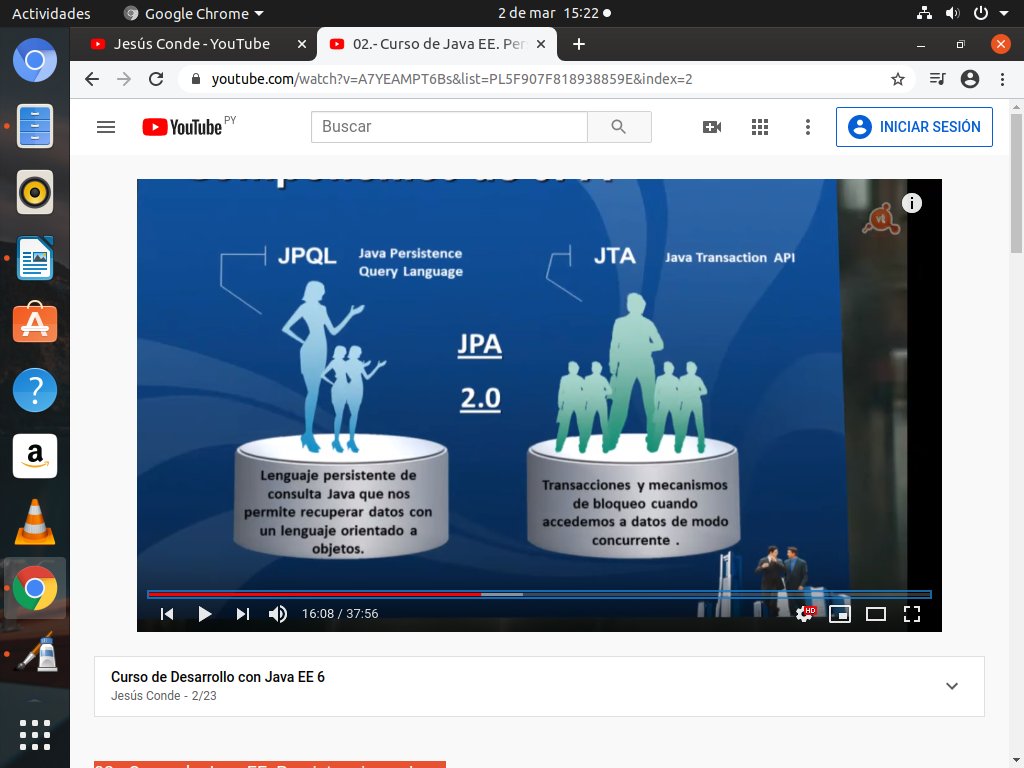 Actividades
Google Chrome
2 de mar 15:22
Jesús Conde - YouTube
02.- Curso de Java EE. Per
youtube.com/watch?v=A7YEAMPT6Bs&list=PL5F907F818938859E&index=2
YouTube PY
Buscar
INICIAR SESIÓN
JPQL
Java Persistence
Query Language
JTA
Java Transaction API
vt
JPA
2.0
Lenguaje persistente de
consulta Java que nos
permite recuperar datos con
un lenguaje orientado a
objetos.
Transacciones y mecanismos
de bloqueo cuando
accedemos a datos de modo
concurrente .
16:08 / 37:56
HD
Curso de Desarrollo con Java EE 6
Jesús Conde - 2/23